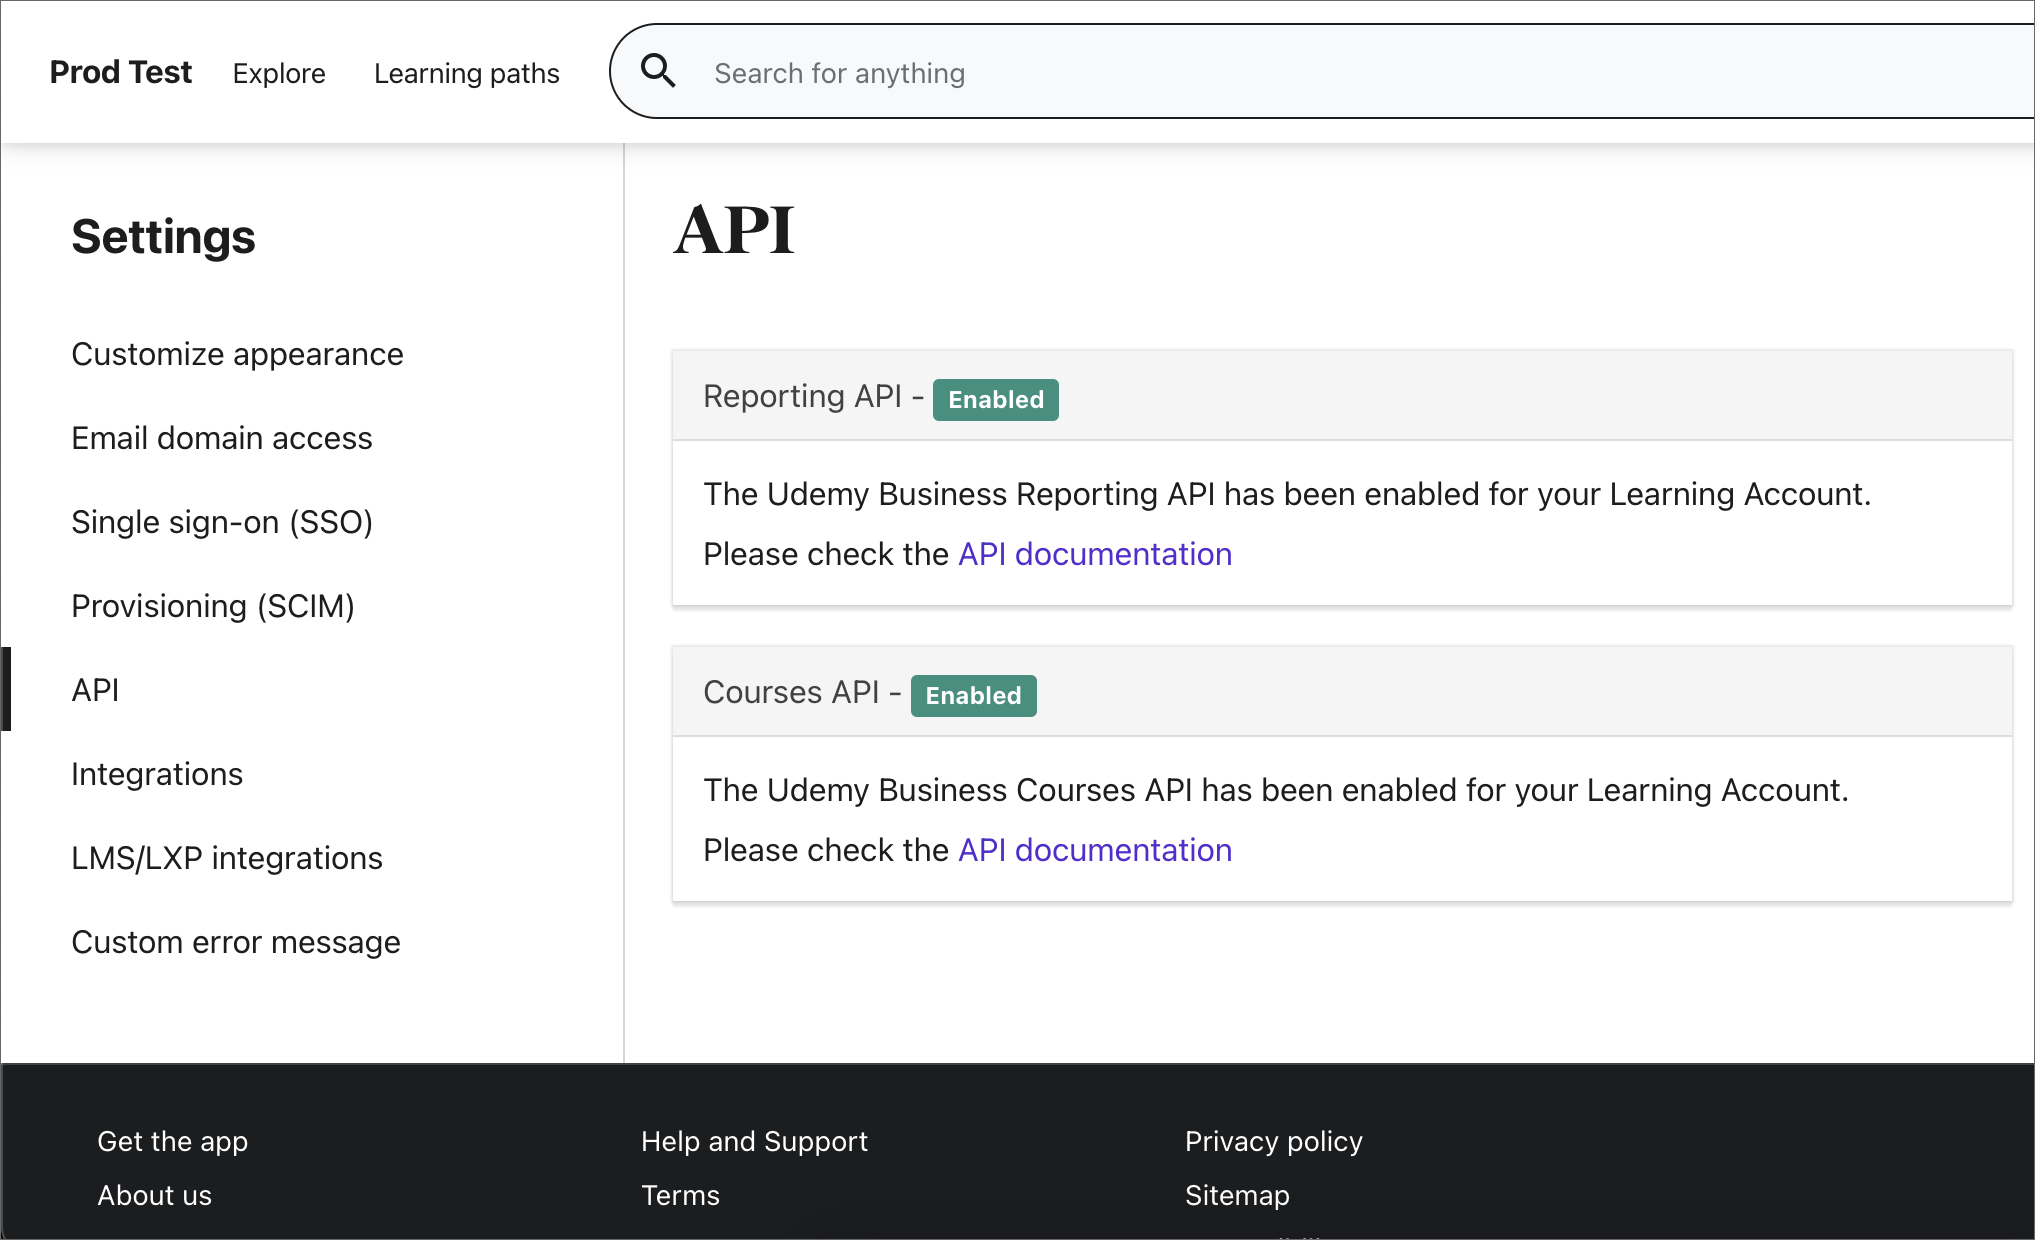 Prod Test Explore Learning paths Search for anything
Settings
Customize appearance
Email domain access
Single sign-on (SSO)
Provisioning (SCIM)
API
Integrations
LMS/LXP integrations
Custom error message
API
Reporting API - Enabled
The Udemy Business Reporting API has been enabled for your Learning Account.
Please check the API documentation
Courses API - Enabled
The Udemy Business Courses API has been enabled for your Learning Account.
Please check the API documentation
Get the app
About us
Help and Support
Terms
Privacy policy
Sitemap